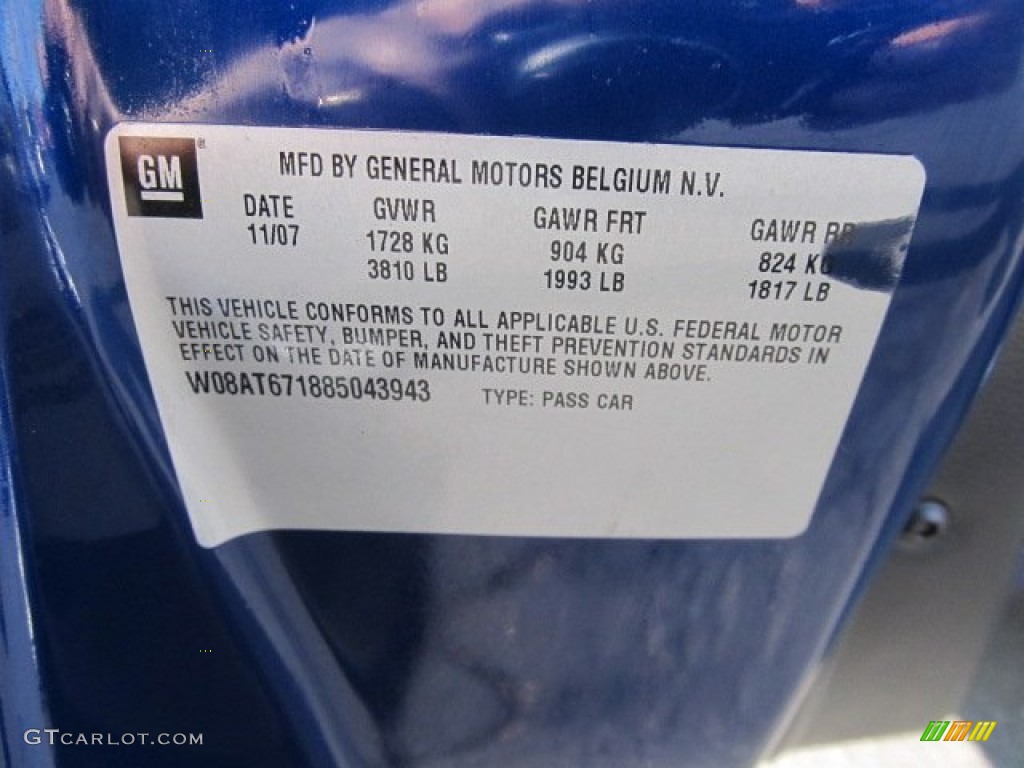 GM®
MFD BY GENERAL MOTORS BELGIUM N.V.
DATE GVWR GAWR FRT GAWR RR
11/07 1728 KG 904 KG 824 KG
3810 LB 1993 LB 1817 LB
THIS VEHICLE CONFORMS TO ALL APPLICABLE U.S. FEDERAL MOTOR
VEHICLE SAFETY, BUMPER, AND THEFT PREVENTION STANDARDS IN
EFFECT ON THE DATE OF MANUFACTURE SHOWN ABOVE.
W08AT671885043943 TYPE: PASS CAR
GTCARLOT.COM